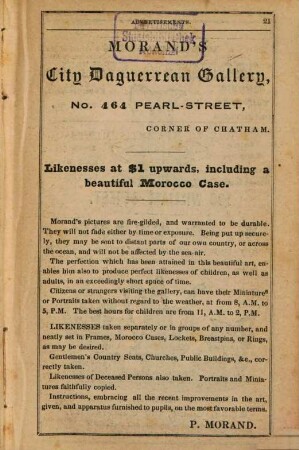 ADVERTISEMENTS. 21
MORAND'S
City Daguerrean Gallery,
No. 464 PEARL-STREET,
CORNER OF CHATHAM.
Likenesses at $1 upwards, including a
beautiful Morocco Case.
Morand's pictures are fire-gilded, and warranted to be durable.
They will not fade either by time or exposure. Being put up secure-
ly, they may be sent to distant parts of our own country, or across
the ocean, and will not be affected by the sea-air.
The perfection which has been attained in this beautiful art, en-
ables him also to produce perfect likenesses of children, as well as
adults, in an exceedingly short space of time.
Citizens or strangers visiting the gallery, can have their Miniatures
or Portraits taken without regard to the weather, at from 8, A.M. to
5, P.M. The best hours for children are from 11, A.M. to 2, P.M.
LIKENESSES taken separately or in groups of any number, and
neatly set in Frames, Morocco Cases, Lockets, Breastpins, or Rings,
as may be desired.
Gentlemen's Country Seats, Churches, Public Buildings, &c., cor-
rectly taken.
Likenesses of Deceased Persons also taken. Portraits and Minia-
tures faithfully copied.
Instructions, embracing all the recent improvements in the art,
given, and apparatus furnished to pupils, on the most favorable terms.
P. MORAND.